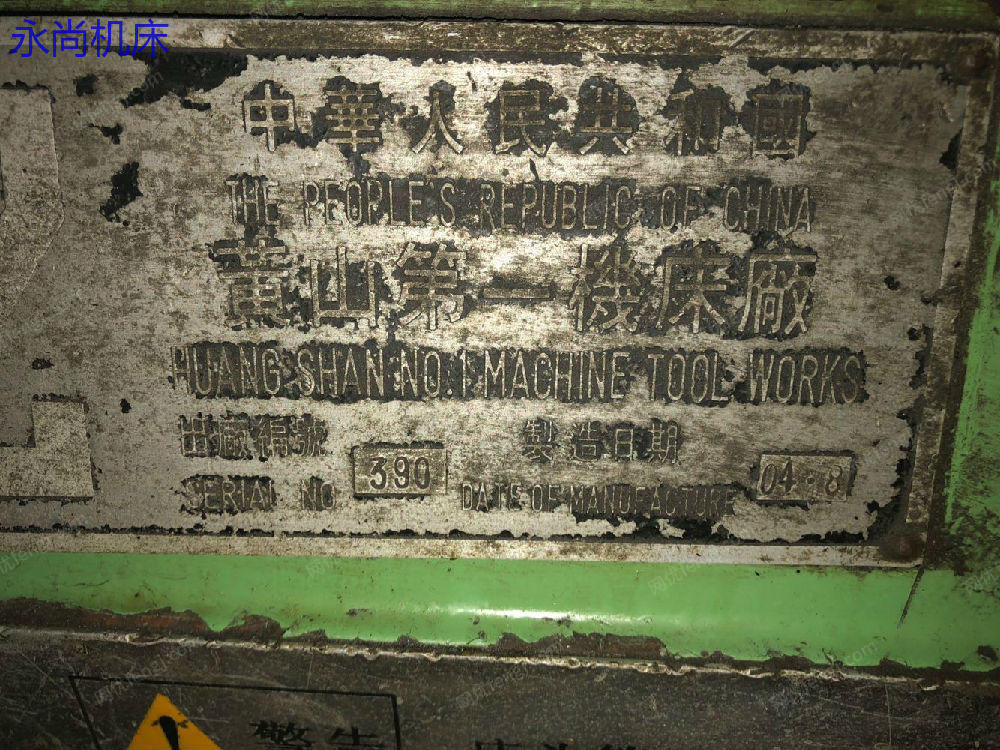 永尚机床
中華人民共和國
THE PEOPLE'S REPUBLIC OF CHINA
黃山第一機床廠
HUANG SHAN NO.1 MACHINE TOOL WORKS
出廠編號 製造日期
390 04·8
SERIAL NO DATE OF MANUFACTURE
警告